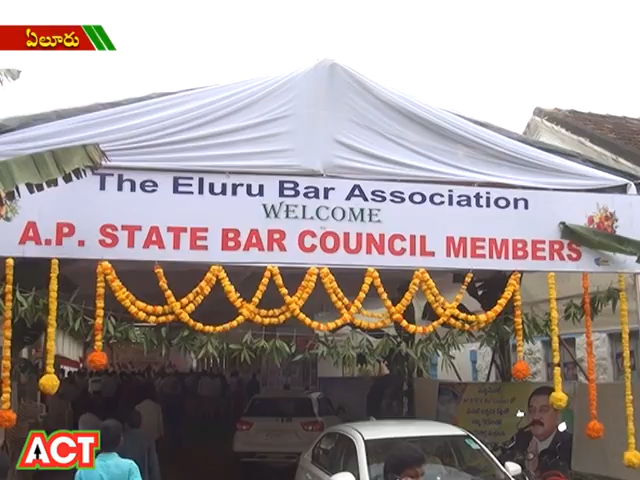 ఏలూరు
The Eluru Bar Association
WELCOME
A.P. STATE BAR COUNCIL MEMBERS
ACT